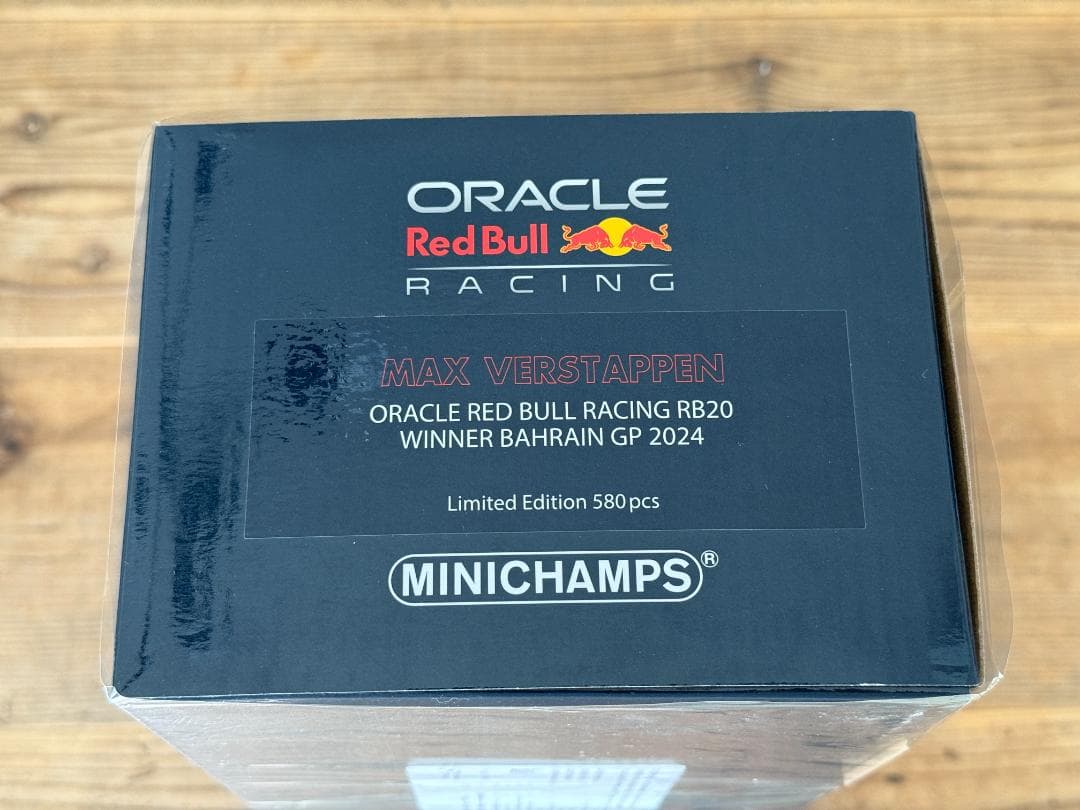 ORACLE
Red Bull
RACING
MAX VERSTAPPEN
ORACLE RED BULL RACING RB20
WINNER BAHRAIN GP 2024
Limited Edition 580 pcs
MINICHAMPS®